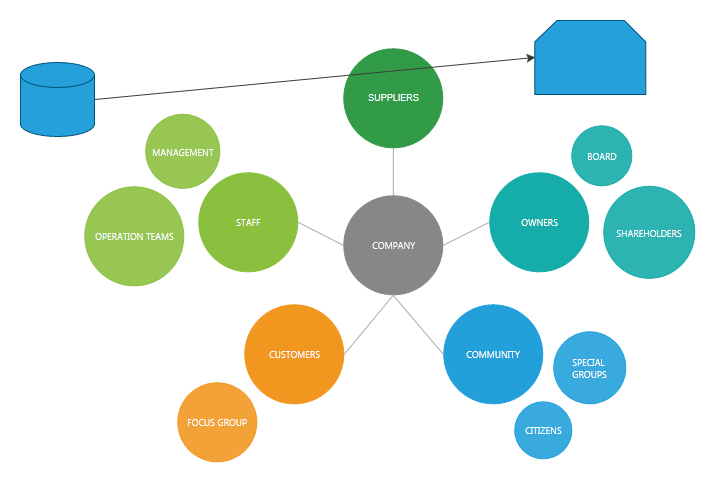 SUPPLIERS
MANAGEMENT
BOARD
OPERATION TEAMS
STAFF
COMPANY
OWNERS
SHAREHOLDERS
CUSTOMERS
COMMUNITY
SPECIAL
GROUPS
FOCUS GROUP
CITIZENS